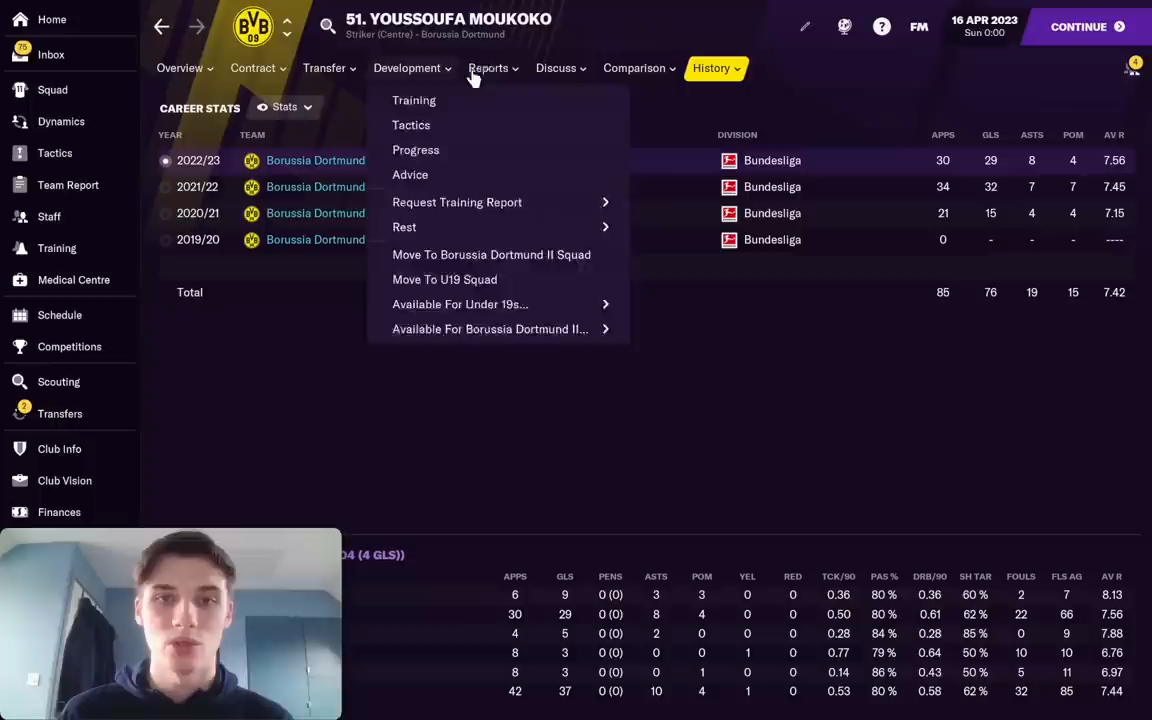 Home
75
Inbox
Squad
Dynamics
Tactics
Team Report
Staff
Training
Medical Centre
Schedule
Competitions
Scouting
2
Transfers
Club Info
Club Vision
Finances
BVB
09
51. YOUSSOUFA MOUKOKO
Striker (Centre) - Borussia Dortmund
?
FM
16 APR 2023
Sun 0:00
CONTINUE
Overview Contract Transfer Development Reports Discuss Comparison History
4
CAREER STATS Stats
YEAR TEAM DIVISION APPS GLS ASTS POM AV R
2022/23 Borussia Dortmund Bundesliga 30 29 8 4 7.56
2021/22 Borussia Dortmund Bundesliga 34 32 7 7 7.45
2020/21 Borussia Dortmund Bundesliga 21 15 4 4 7.15
2019/20 Borussia Dortmund Bundesliga 0 - - - ----
Total 85 76 19 15 7.42
Training
Tactics
Progress
Advice
Request Training Report
Rest
Move To Borussia Dortmund II Squad
Move To U19 Squad
Available For Under 19s...
Available For Borussia Dortmund II...
04 (4 GLS))
APPS GLS PENS ASTS POM YEL RED TCK/90 PAS % DRB/90 SH TAR FOULS FLS AG AV R
6 9 0 (0) 3 3 0 0 0.36 80 % 0.36 60 % 2 7 8.13
30 29 0 (0) 8 4 0 0 0.50 80 % 0.61 62 % 22 66 7.56
4 5 0 (0) 2 0 0 0 0.28 84 % 0.28 85 % 0 9 7.88
8 3 0 (0) 0 0 1 0 0.77 79 % 0.64 50 % 10 10 6.76
8 3 0 (0) 0 1 0 0 0.14 86 % 0.43 50 % 5 11 6.97
42 37 0 (0) 10 4 1 0 0.53 80 % 0.58 62 % 32 85 7.44